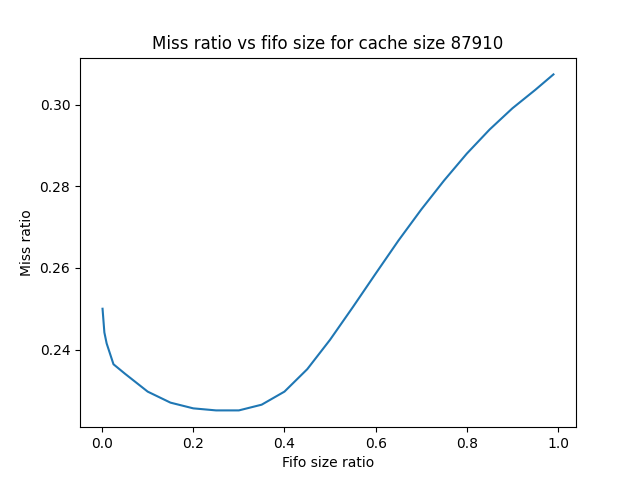 Miss ratio vs fifo size for cache size 87910
0.30
0.28
0.26
0.24
Miss ratio
0.0 0.2 0.4 0.6 0.8 1.0
Fifo size ratio